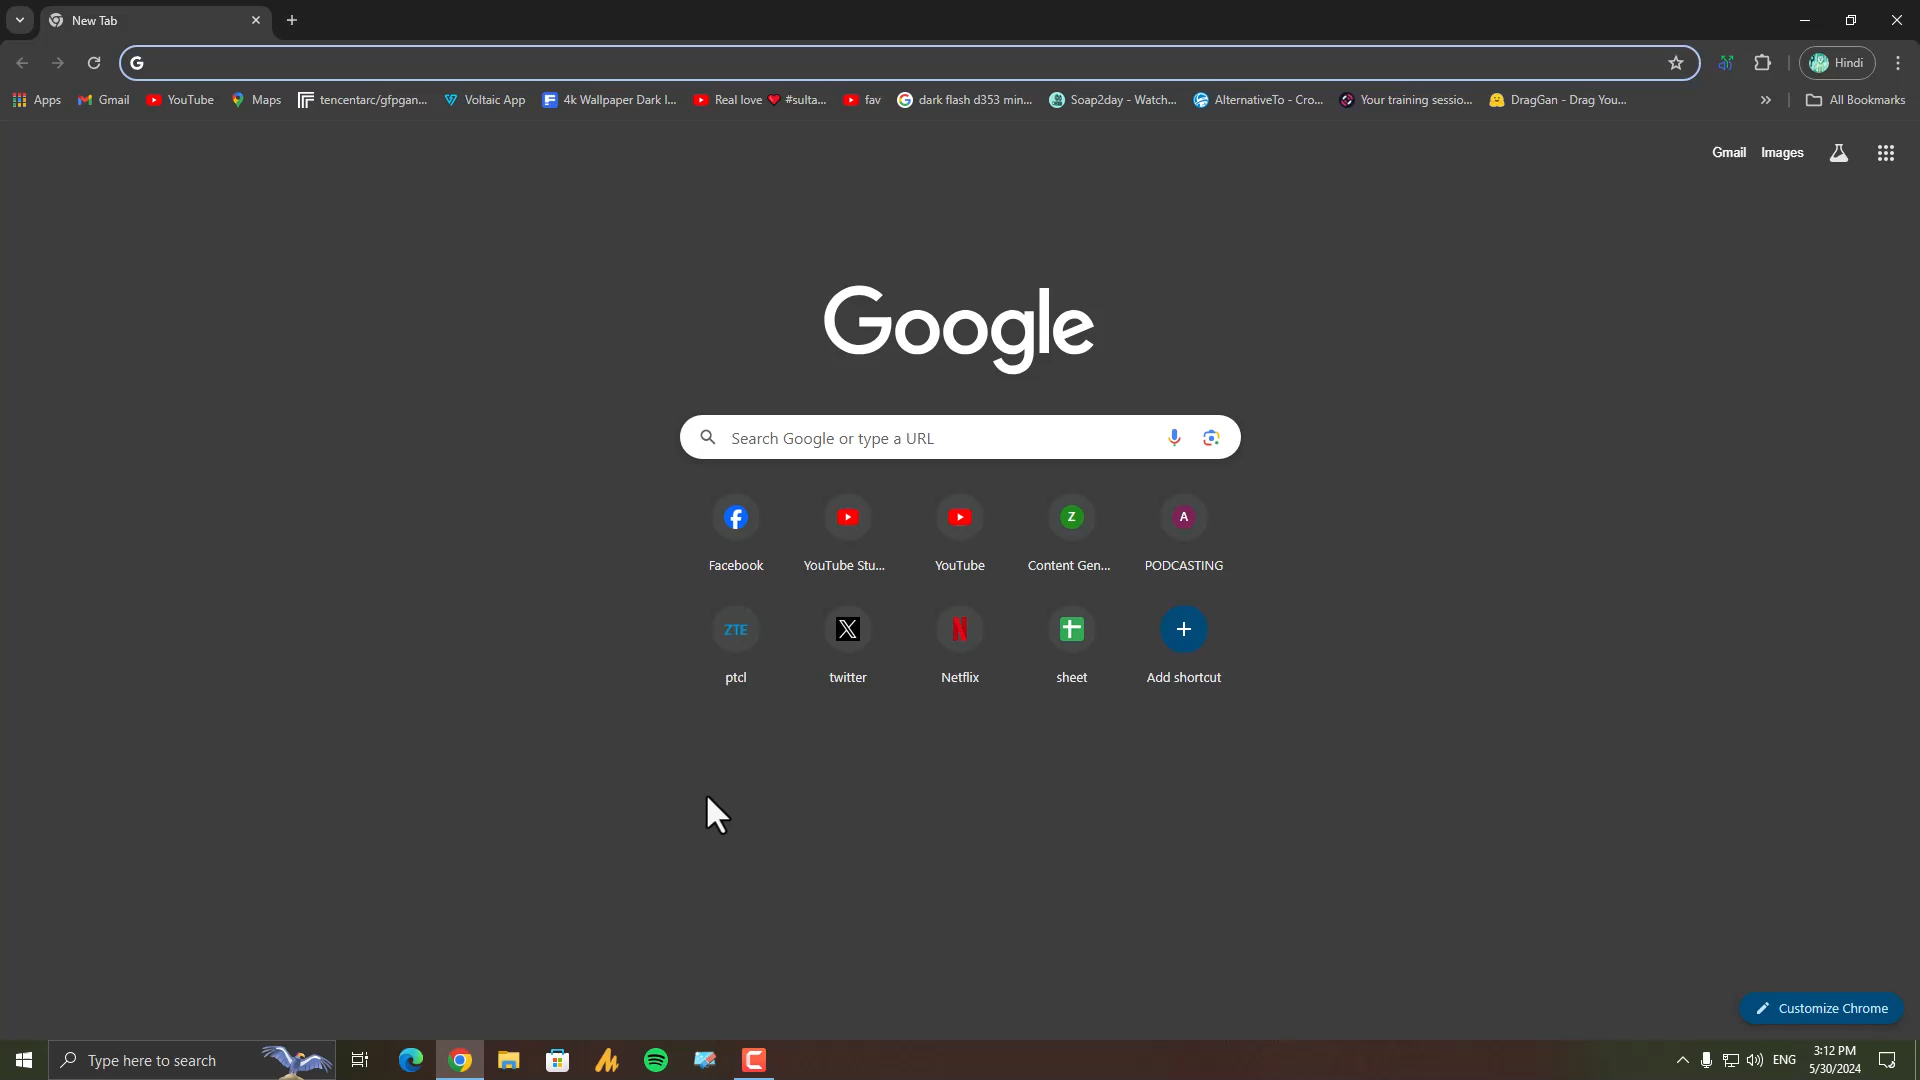 New Tab
Hindi
Apps Gmail YouTube Maps tencentarc/gfpgan... Voltaic App 4k Wallpaper Dark l... Real love ❤ #sulta... fav dark flash d353 min... Soap2day - Watch... AlternativeTo - Cro... Your training sessio... DragGan - Drag You... » All Bookmarks
Gmail Images
Google
Search Google or type a URL
Z A
Facebook YouTube Stu... YouTube Content Gen... PODCASTING
ZTE
ptcl twitter Netflix sheet Add shortcut
Customize Chrome
Type here to search
ENG
3:12 PM
5/30/2024